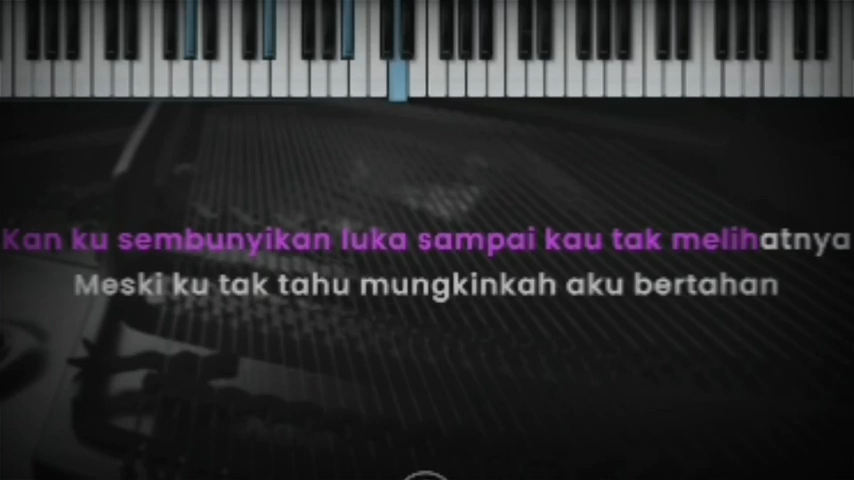 Kan ku sembunyikan luka sampai kau tak melihatnya
Meski ku tak tahu mungkinkah aku bertahan